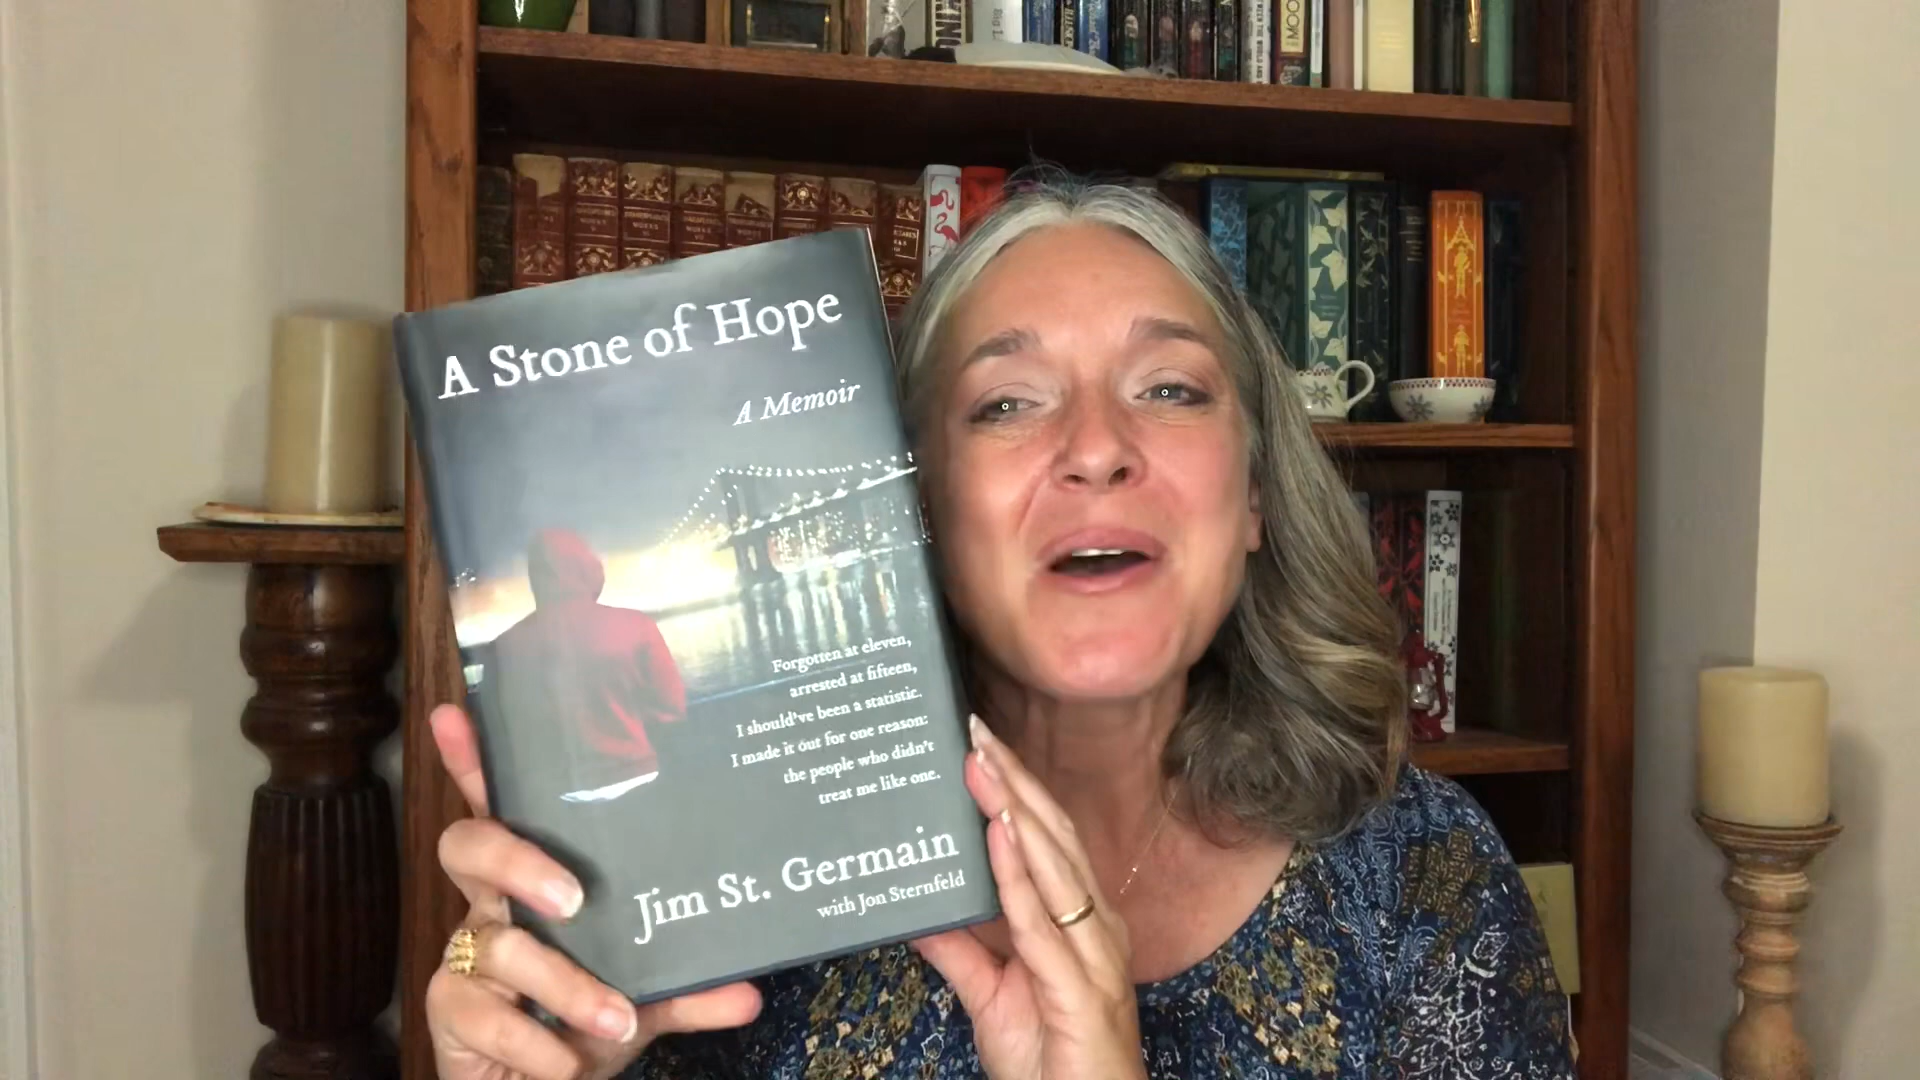 A Stone of Hope
A Memoir
Forgotten at eleven,
arrested at fifteen,
I should've been a statistic.
I made it out for one reason:
the people who didn't
treat me like one.
Jim St. Germain
with Jon Sternfeld